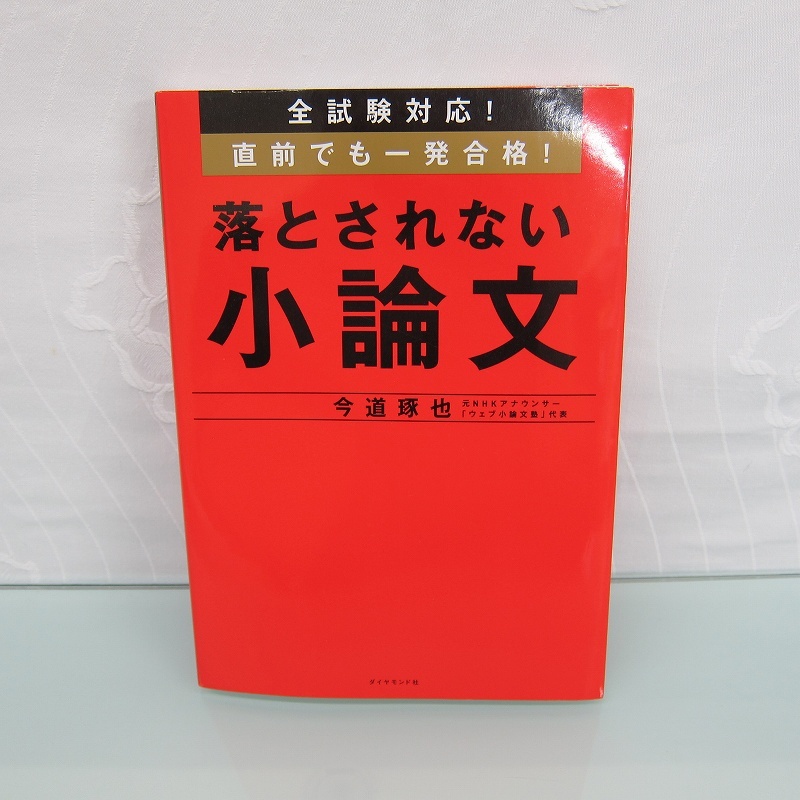 全試験対応！
直前でも一発合格！
落とされない
小論文
今道琢也
元NHKアナウンサー
「ウェブ小論文塾」代表
ダイヤモンド社